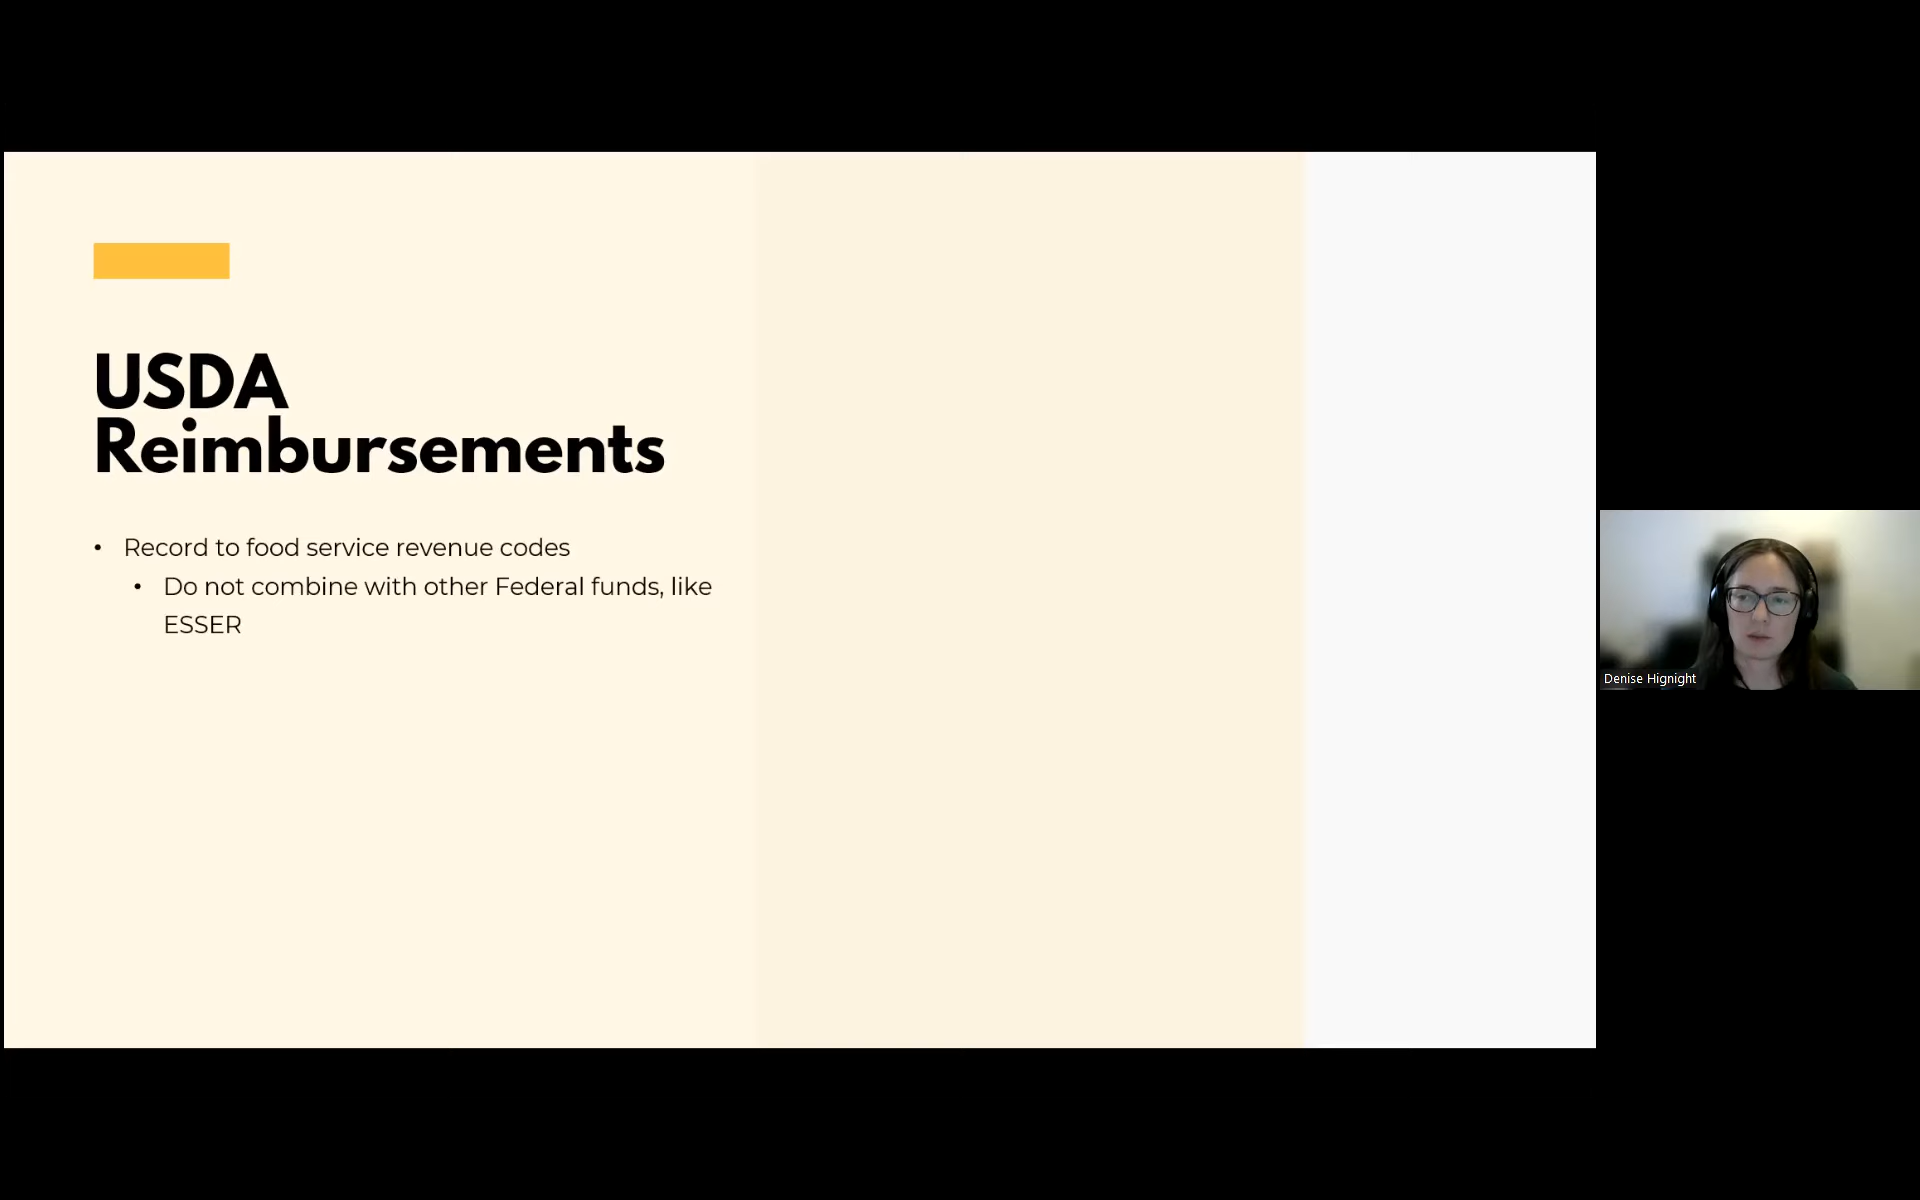 USDA
Reimbursements
• Record to food service revenue codes
• Do not combine with other Federal funds, like
ESSER
Denise Hignight